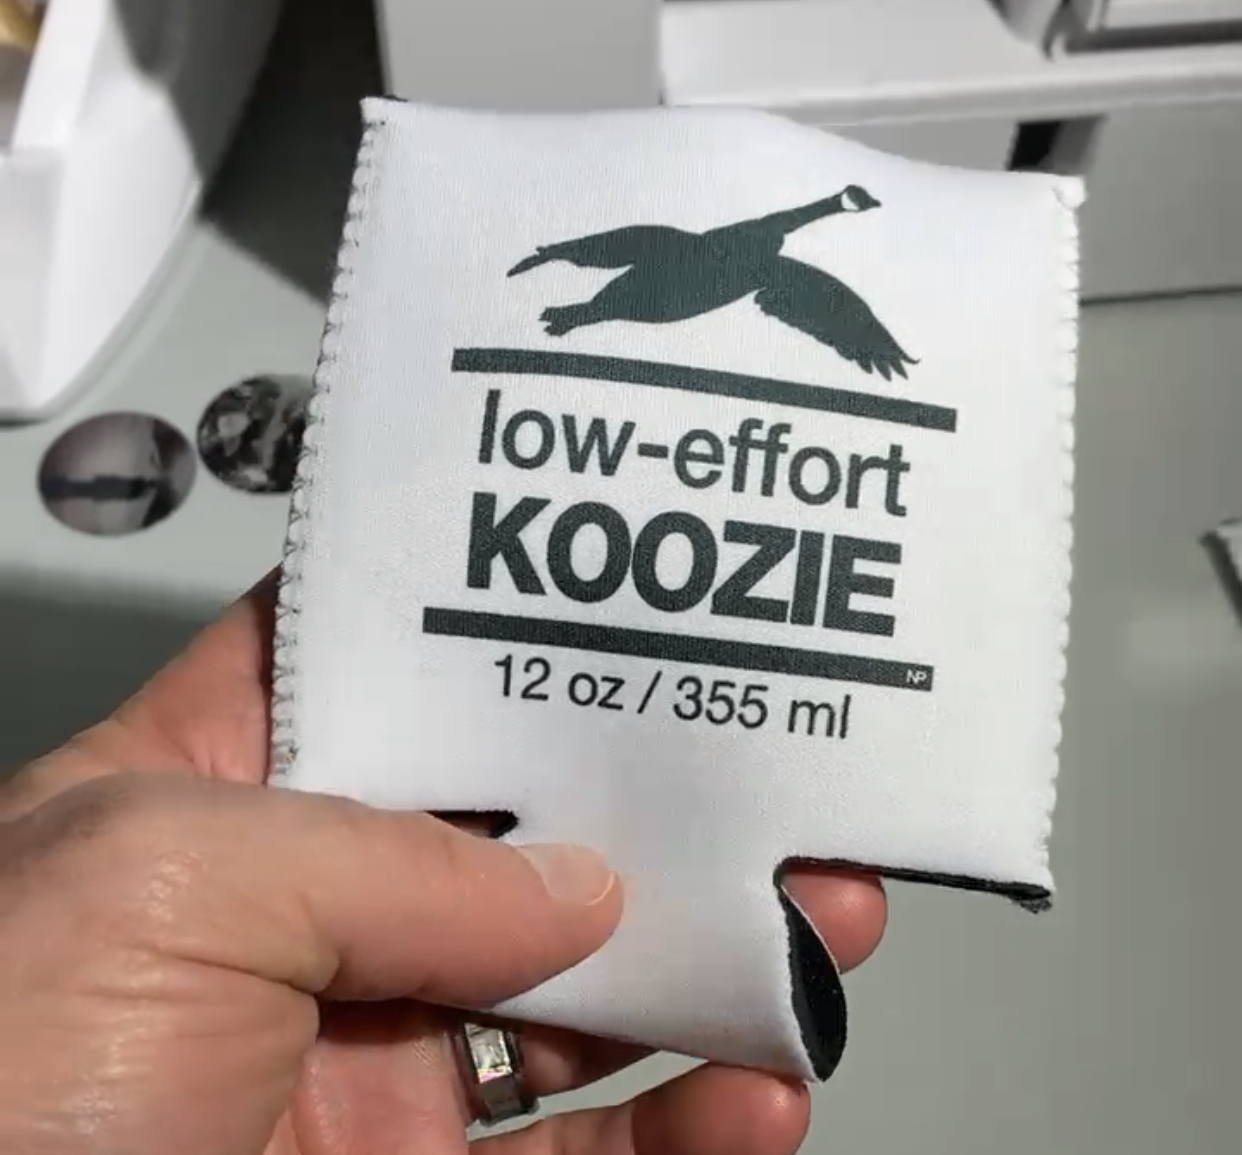 low-effort
KOOZIE
NP
12 oz / 355 ml